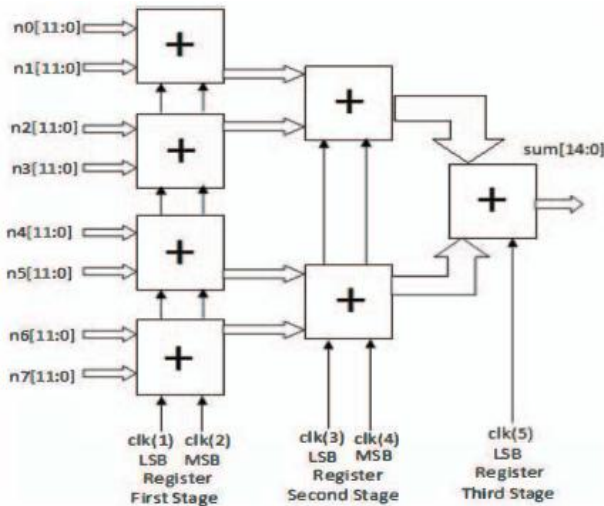 n0[11:0]
n1[11:0]
+
+
n2[11:0]
+
n3[11:0]
sum[14:0]
+
n4[11:0]
+
n5[11:0]
+
n6[11:0]
+
n7[11:0]
clk(1) clk(2)
LSB MSB
Register
First Stage
clk(3) clk(4)
LSB MSB
Register
Second Stage
clk(5)
LSB
Register
Third Stage